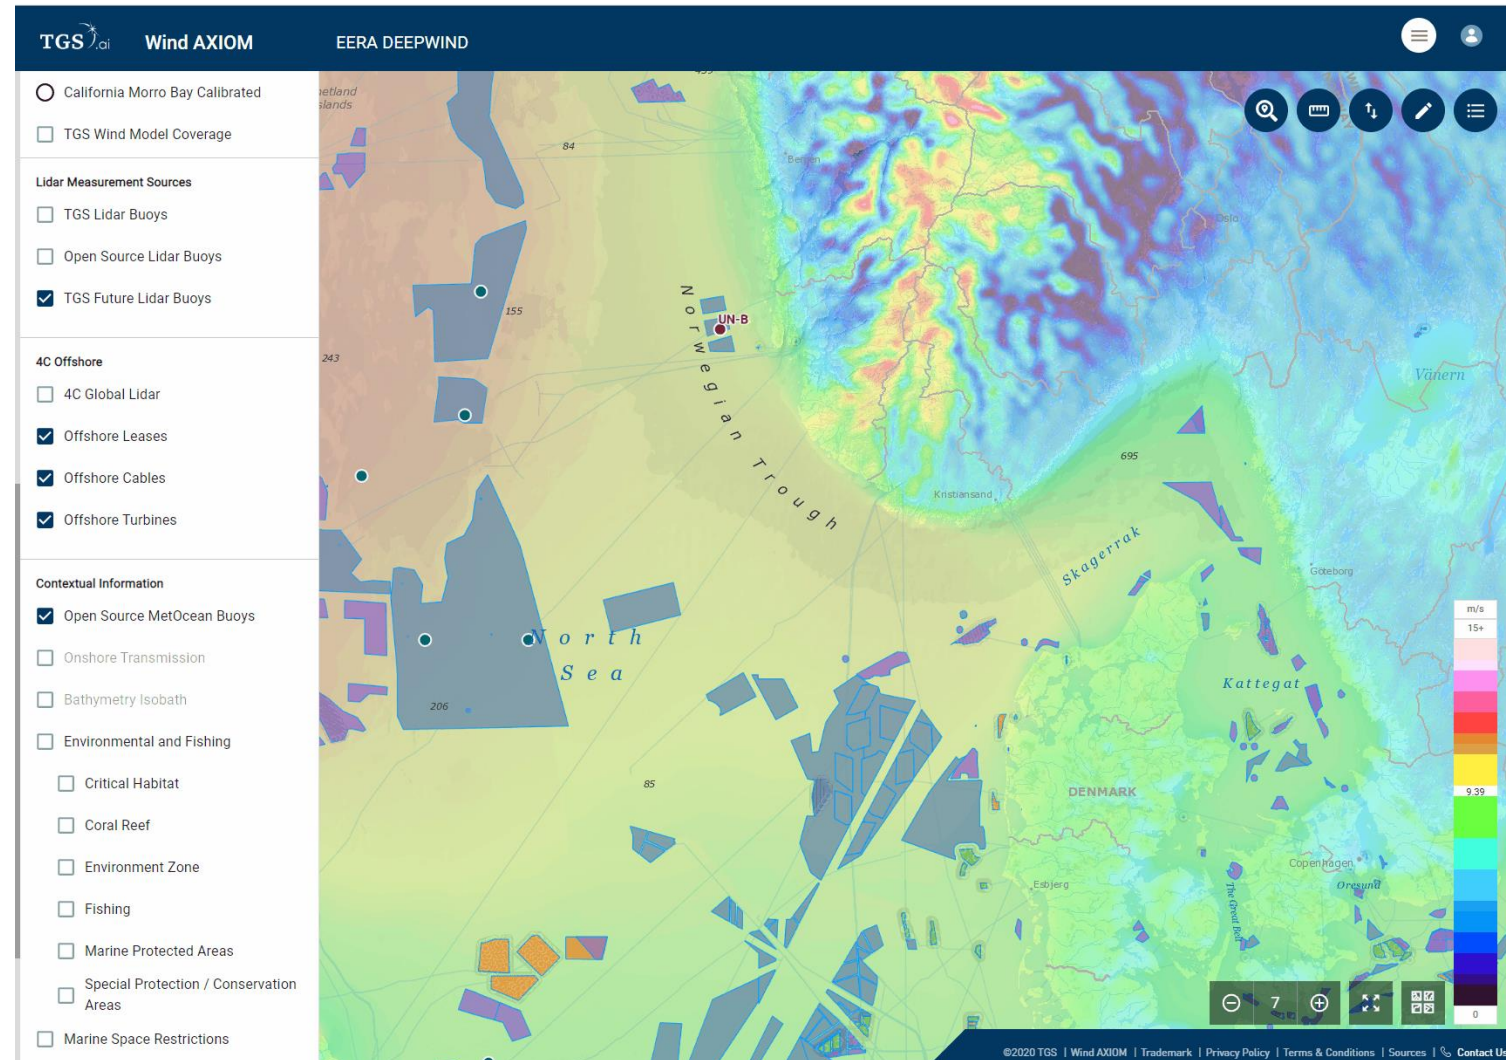 TGS.ai
Wind AXIOM
EERA DEEPWIND
California Morro Bay Calibrated
TGS Wind Model Coverage
Lidar Measurement Sources
TGS Lidar Buoys
Open Source Lidar Buoys
TGS Future Lidar Buoys
4C Offshore
4C Global Lidar
Offshore Leases
Offshore Cables
Offshore Turbines
Contextual Information
Open Source MetOcean Buoys
Onshore Transmission
Bathymetry Isobath
Environmental and Fishing
Critical Habitat
Coral Reef
Environment Zone
Fishing
Marine Protected Areas
Special Protection / Conservation
Areas
Marine Space Restrictions
etland
slands
84
Bergen
Oslo
155
UN-B
243
Norwegian Trough
Vänern
695
Kristiansand
Skagerrak
Göteborg
North
Sea
206
Kattegat
85
DENMARK
Copenhagen
Oresund
Esbjerg
The Great Belt
m/s
15+
9.39
0
7
©2020 TGS | Wind AXIOM | Trademark | Privacy Policy | Terms & Conditions | Sources | Contact Us